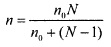 n = n₀N / (n₀ + (N − 1))